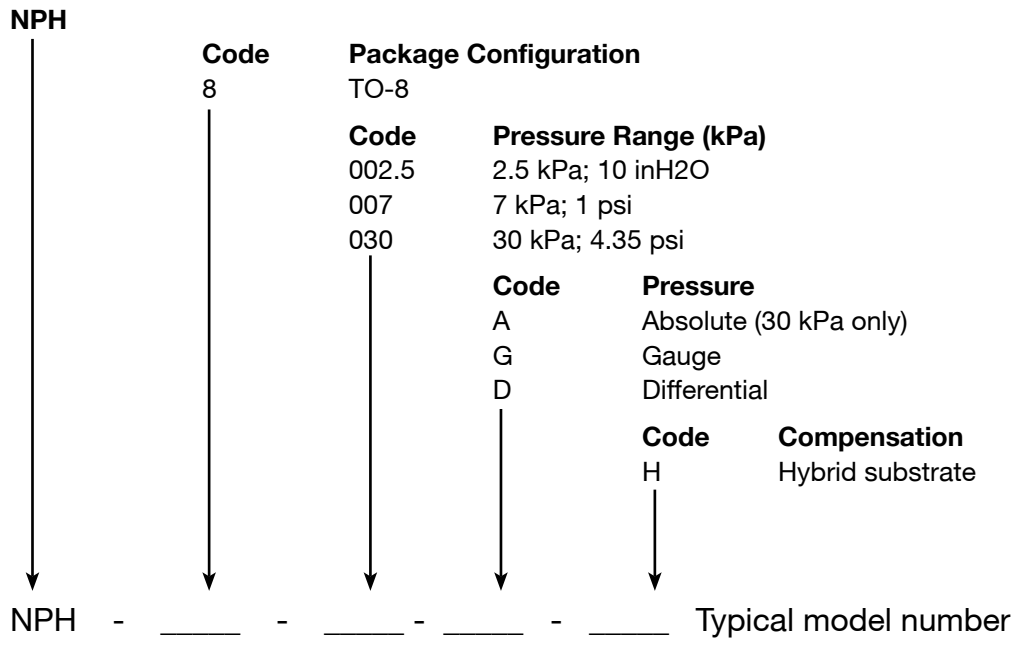 NPH
Code Package Configuration
8 TO-8
Code Pressure Range (kPa)
002.5 2.5 kPa; 10 inH2O
007 7 kPa; 1 psi
030 30 kPa; 4.35 psi
Code Pressure
A Absolute (30 kPa only)
G Gauge
D Differential
Code Compensation
H Hybrid substrate
NPH - _____ - _____ - _____ - _____ Typical model number